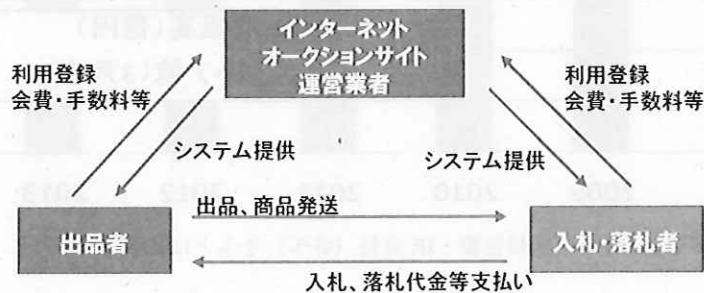 インターネット
オークションサイト
運営業者
利用登録
会費・手数料等
利用登録
会費・手数料等
システム提供
システム提供
出品者
出品、商品発送
入札・落札者
入札、落札代金等支払い